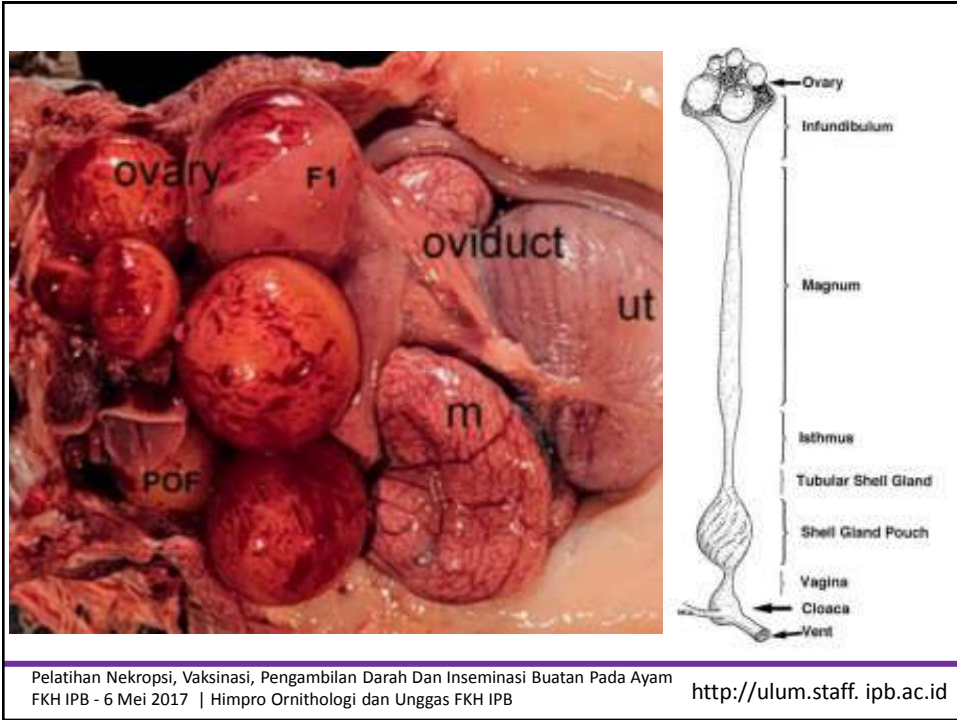 ovary
F1
oviduct
ut
m
POF
Ovary
Infundibulum
Magnum
Isthmus
Tubular Shell Gland
Shell Gland Pouch
Vagina
Cloaca
Vent
Pelatihan Nekropsi, Vaksinasi, Pengambilan Darah Dan Inseminasi Buatan Pada Ayam
FKH IPB - 6 Mei 2017 | Himpro Ornithologi dan Unggas FKH IPB
http://ulum.staff. ipb.ac.id